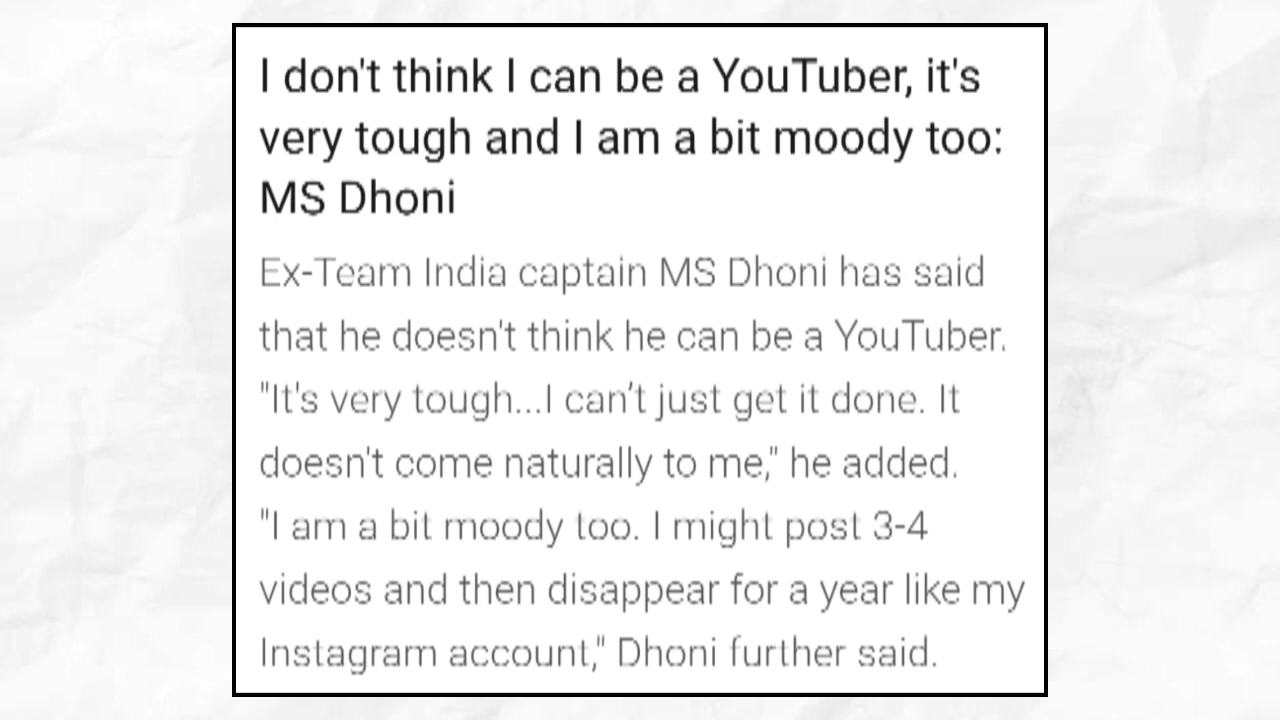 I don't think I can be a YouTuber, it's
very tough and I am a bit moody too:
MS Dhoni
Ex-Team India captain MS Dhoni has said
that he doesn't think he can be a YouTuber.
"It's very tough...I can’t just get it done. It
doesn't come naturally to me," he added.
"I am a bit moody too. I might post 3-4
videos and then disappear for a year like my
Instagram account," Dhoni further said.